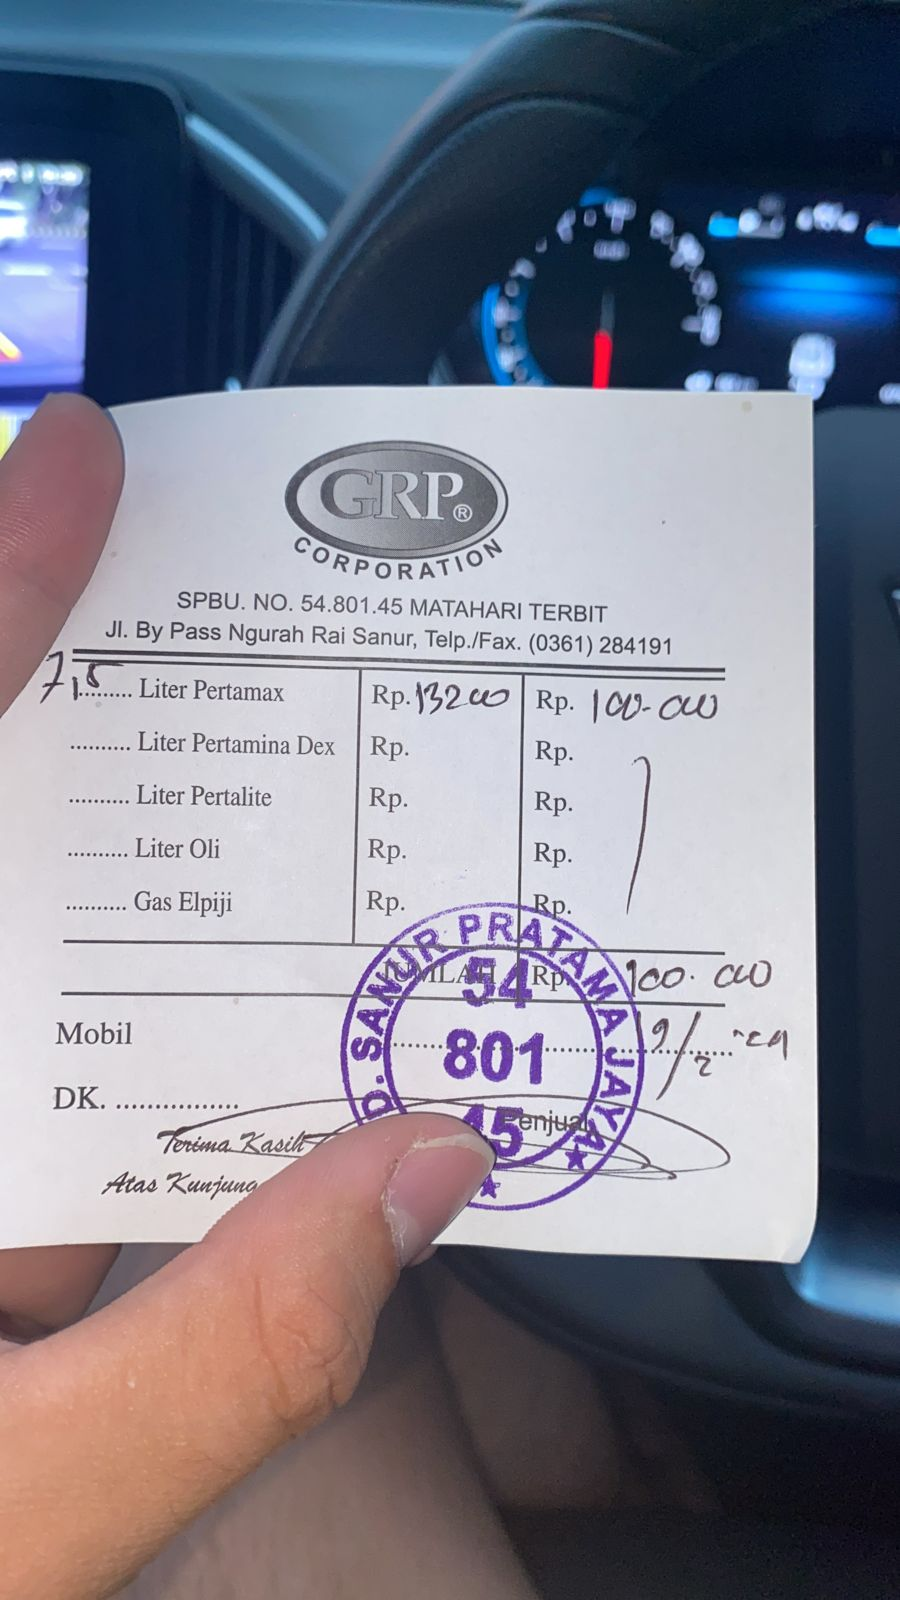 GRP®
CORPORATION
SPBU. NO. 54.801.45 MATAHARI TERBIT
Jl. By Pass Ngurah Rai Sanur, Telp./Fax. (0361) 284191
7,5.......... Liter Pertamax Rp. 13200 Rp. 100.000
.......... Liter Pertamina Dex Rp. Rp.
.......... Liter Pertalite Rp. Rp.
.......... Liter Oli Rp. Rp.
.......... Gas Elpiji Rp. Rp.
JUMLAH Rp. 100.000
Mobil 19/2
DK. .................
Penjual
Terima Kasih
Atas Kunjung
D. SANUR PRATAMA JAYA
54
801
45